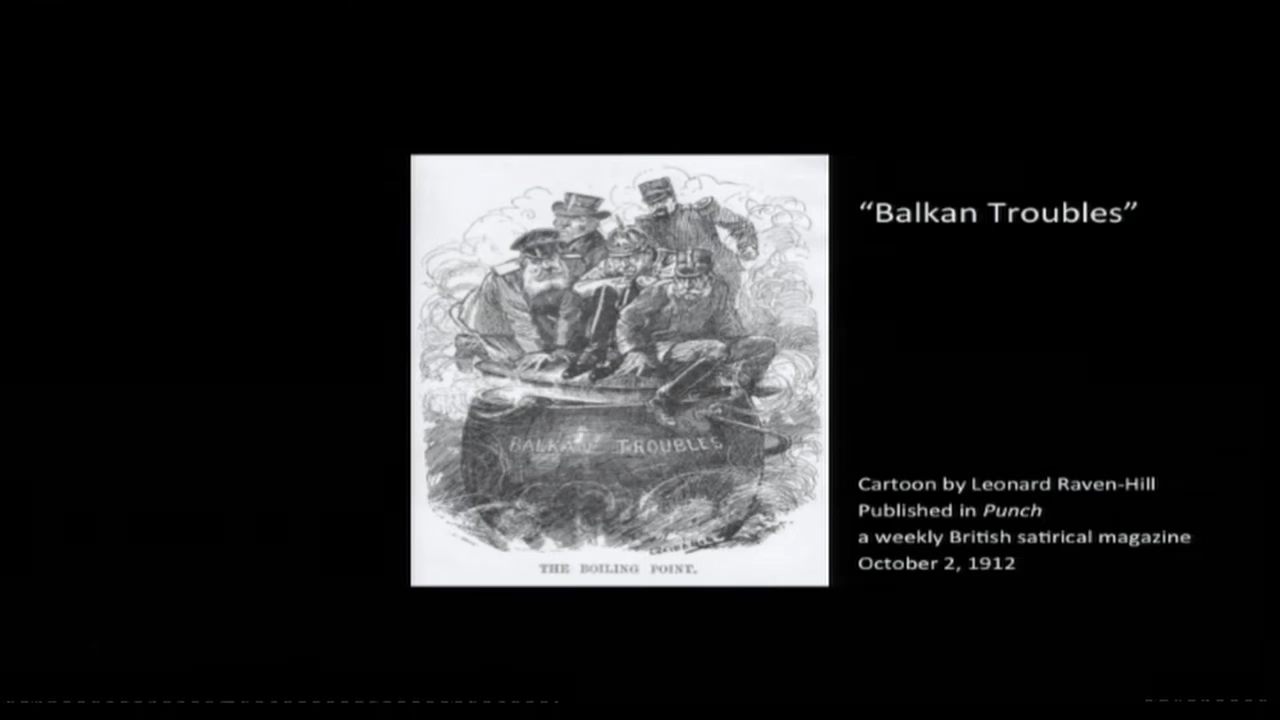 “Balkan Troubles”
BALKAN TROUBLES
THE BOILING POINT.
Cartoon by Leonard Raven-Hill
Published in Punch
a weekly British satirical magazine
October 2, 1912